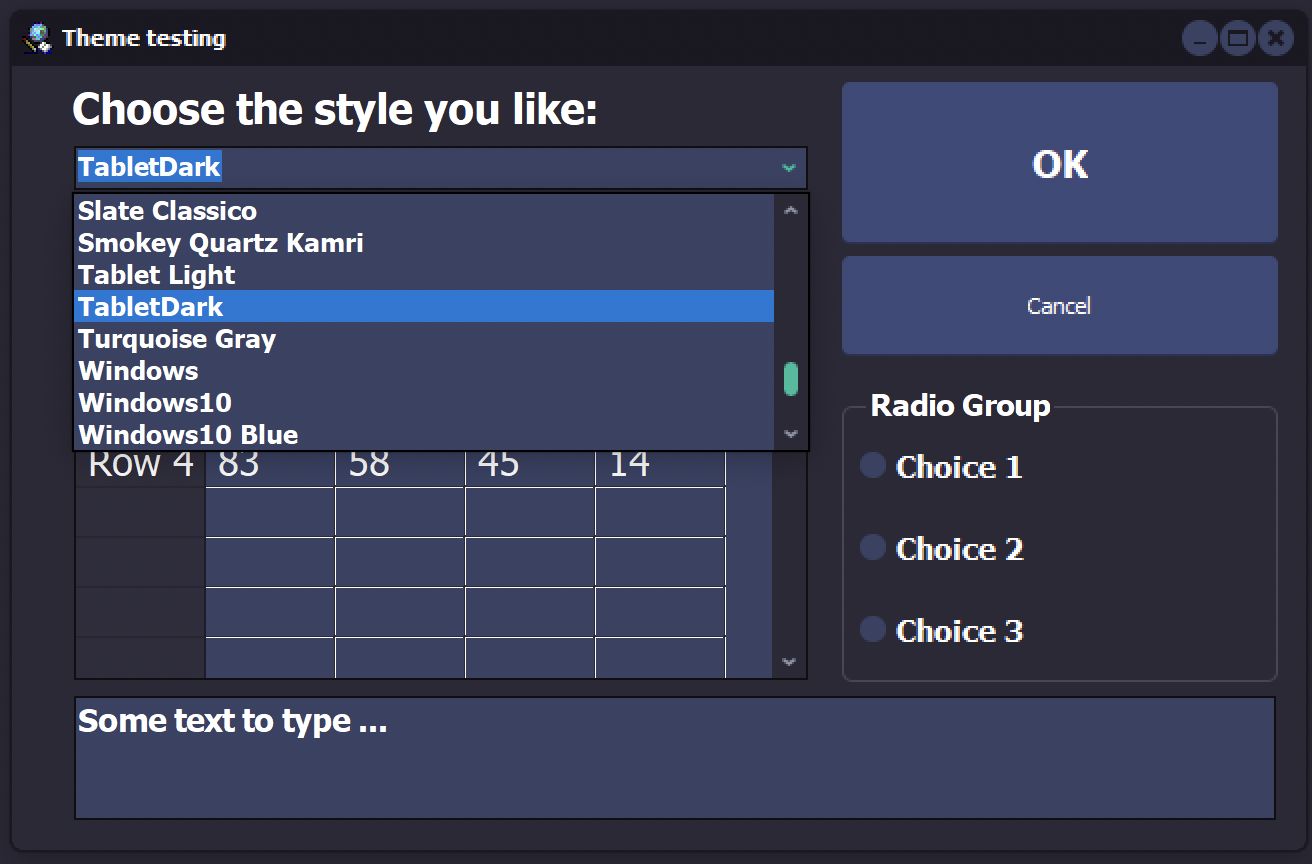 Theme testing
Choose the style you like:
TabletDark
Slate Classico
Smokey Quartz Kamri
Tablet Light
TabletDark
Turquoise Gray
Windows
Windows10
Windows10 Blue
Row 4 83 58 45 14
OK
Cancel
Radio Group
Choice 1
Choice 2
Choice 3
Some text to type ...